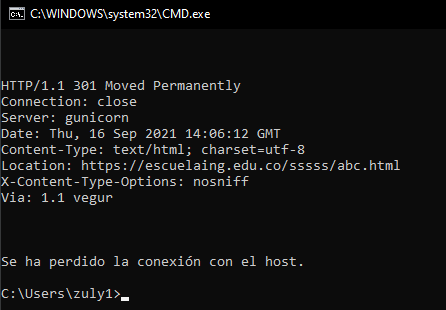 C:\WINDOWS\system32\CMD.exe
HTTP/1.1 301 Moved Permanently
Connection: close
Server: gunicorn
Date: Thu, 16 Sep 2021 14:06:12 GMT
Content-Type: text/html; charset=utf-8
Location: https://escuelaing.edu.co/sssss/abc.html
X-Content-Type-Options: nosniff
Via: 1.1 vegur
Se ha perdido la conexión con el host.
C:\Users\zuly1>